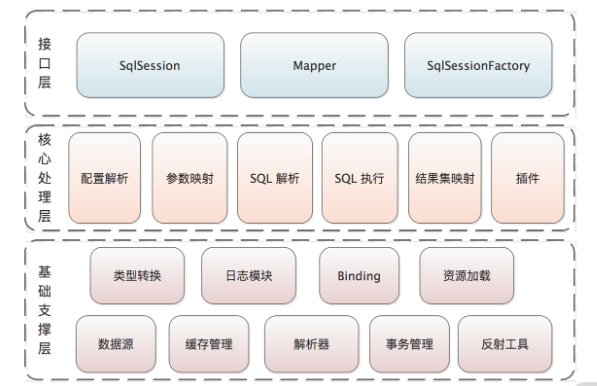 接口层
SqlSession
Mapper
SqlSessionFactory
核心处理层
配置解析
参数映射
SQL 解析
SQL 执行
结果集映射
插件
基础支撑层
类型转换
日志模块
Binding
资源加载
数据源
缓存管理
解析器
事务管理
反射工具